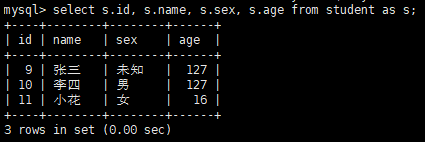 mysql> select s.id, s.name, s.sex, s.age from student as s;
+----+--------+--------+------+
| id | name   | sex    | age  |
+----+--------+--------+------+
|  9 | 张三   | 未知   |  127 |
| 10 | 李四   | 男     |  127 |
| 11 | 小花   | 女     |   16 |
+----+--------+--------+------+
3 rows in set (0.00 sec)